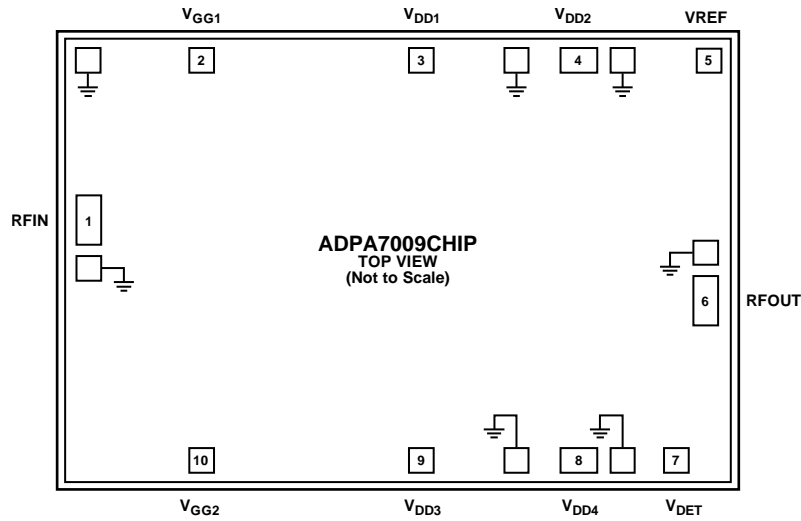 VGG1 VDD1 VDD2 VREF
2 3 4 5
RFIN 1
ADPA7009CHIP
TOP VIEW
(Not to Scale)
6 RFOUT
10 9 8 7
VGG2 VDD3 VDD4 VDET